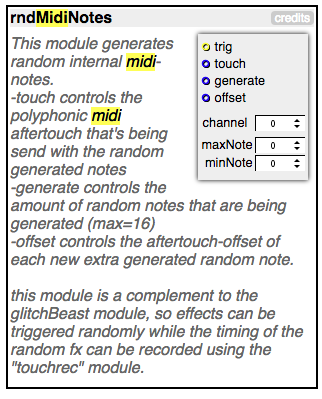 rndMidiNotes credits
This module generates
random internal midi-
notes.
-touch controls the
polyphonic midi
aftertouch that's being
send with the random
generated notes
-generate controls the
amount of random notes that are being
generated (max=16)
-offset controls the aftertouch-offset of
each new extra generated random note.
this module is a complement to the
glitchBeast module, so effects can be
triggered randomly while the timing of the
random fx can be recorded using the
"touchrec" module.
trig
touch
generate
offset
channel 0
maxNote 0
minNote 0